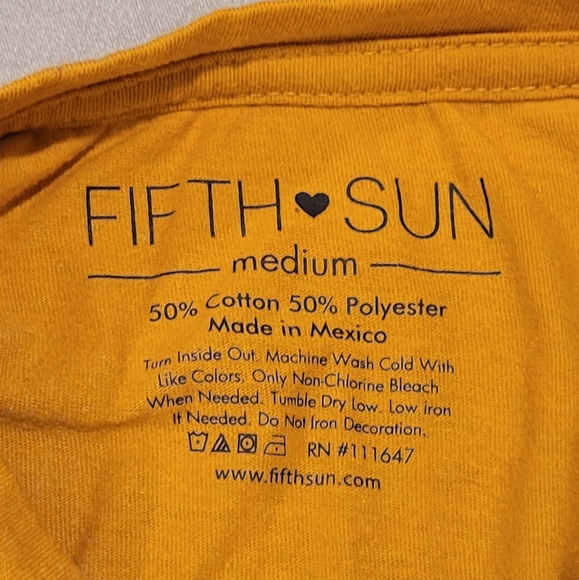 FIFTH♥SUN
medium
50% Cotton 50% Polyester
Made in Mexico
Turn Inside Out. Machine Wash Cold With
Like Colors. Only Non-Chlorine Bleach
When Needed. Tumble Dry Low. Low Iron
If Needed. Do Not Iron Decoration.
RN #111647
www.fifthsun.com